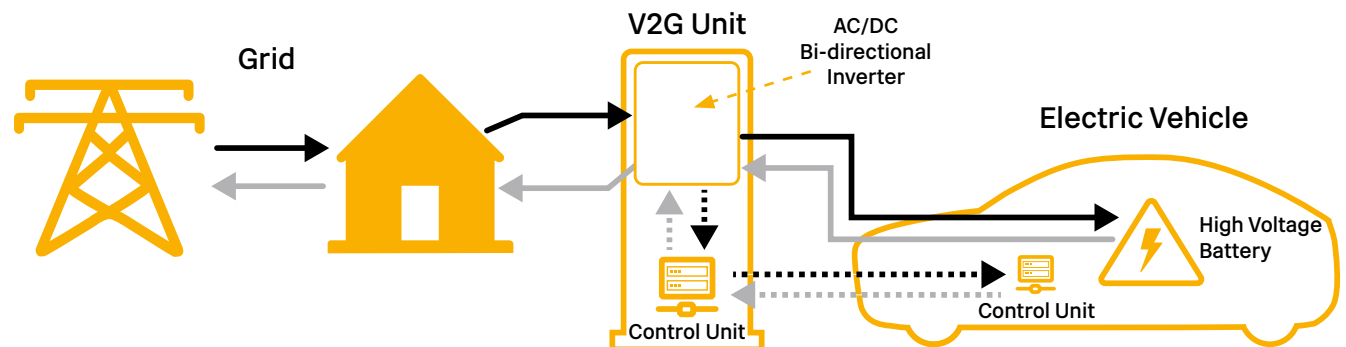 Grid
V2G Unit
AC/DC
Bi-directional
Inverter
Electric Vehicle
High Voltage
Battery
Control Unit
Control Unit